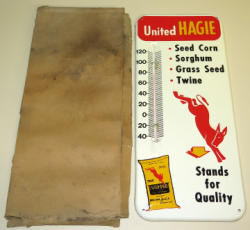 United HAGIE
• Seed Corn
• Sorghum
• Grass Seed
• Twine
120
100
80
60
40
20
0
20
40
Stands
for
Quality